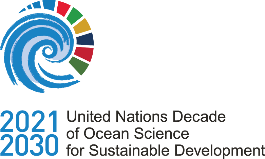 2021
2030
United Nations Decade
of Ocean Science
for Sustainable Development